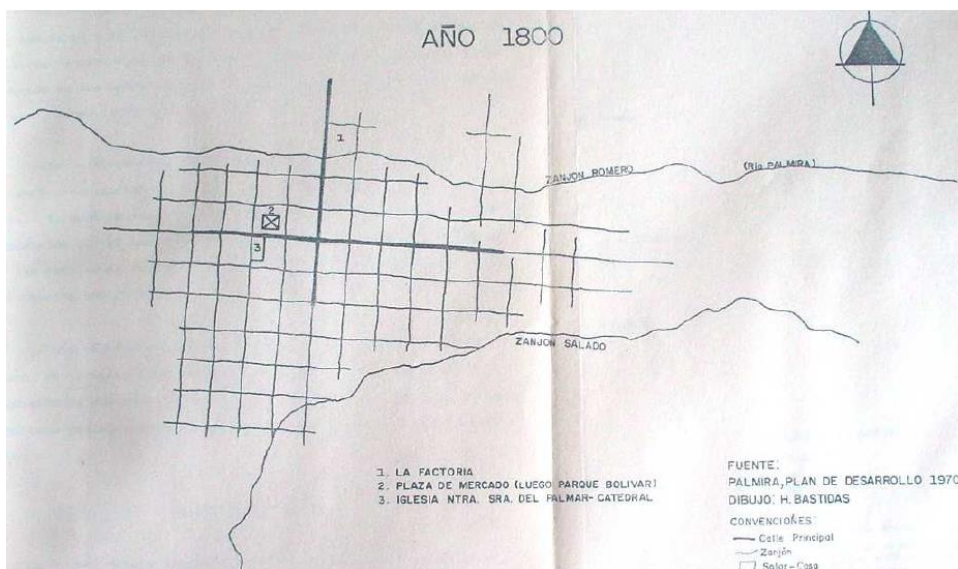 AÑO 1800
1
ZANJON ROMERO
(Río PALMIRA)
2
3
ZANJON SALADO
1. LA FACTORIA
2. PLAZA DE MERCADO (LUEGO PARQUE BOLIVAR)
3. IGLESIA NTRA. SRA. DEL PALMAR-CATEDRAL
FUENTE:
PALMIRA, PLAN DE DESARROLLO 1970
DIBUJO: H. BASTIDAS
CONVENCIONES:
Calle Principal
Zanjón
Solar-Casa